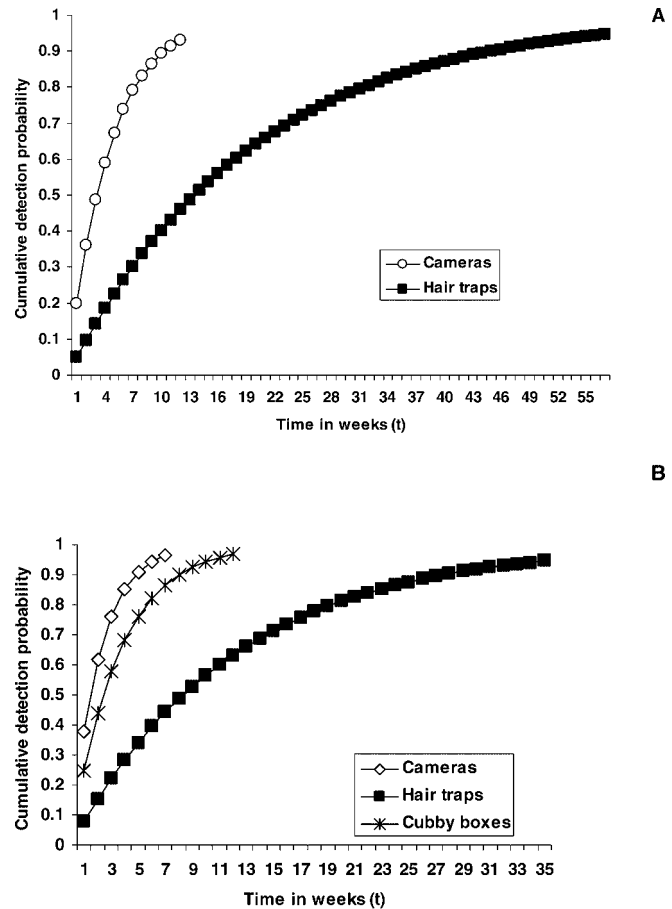 A
1
0.9
0.8
0.7
0.6
0.5
0.4
0.3
0.2
0.1
0
Cumulative detection probability
Cameras
Hair traps
1 4 7 10 13 16 19 22 25 28 31 34 37 40 43 46 49 52 55
Time in weeks (t)
B
1
0.9
0.8
0.7
0.6
0.5
0.4
0.3
0.2
0.1
0
Cumulative detection probability
Cameras
Hair traps
Cubby boxes
1 3 5 7 9 11 13 15 17 19 21 23 25 27 29 31 33 35
Time in weeks (t)